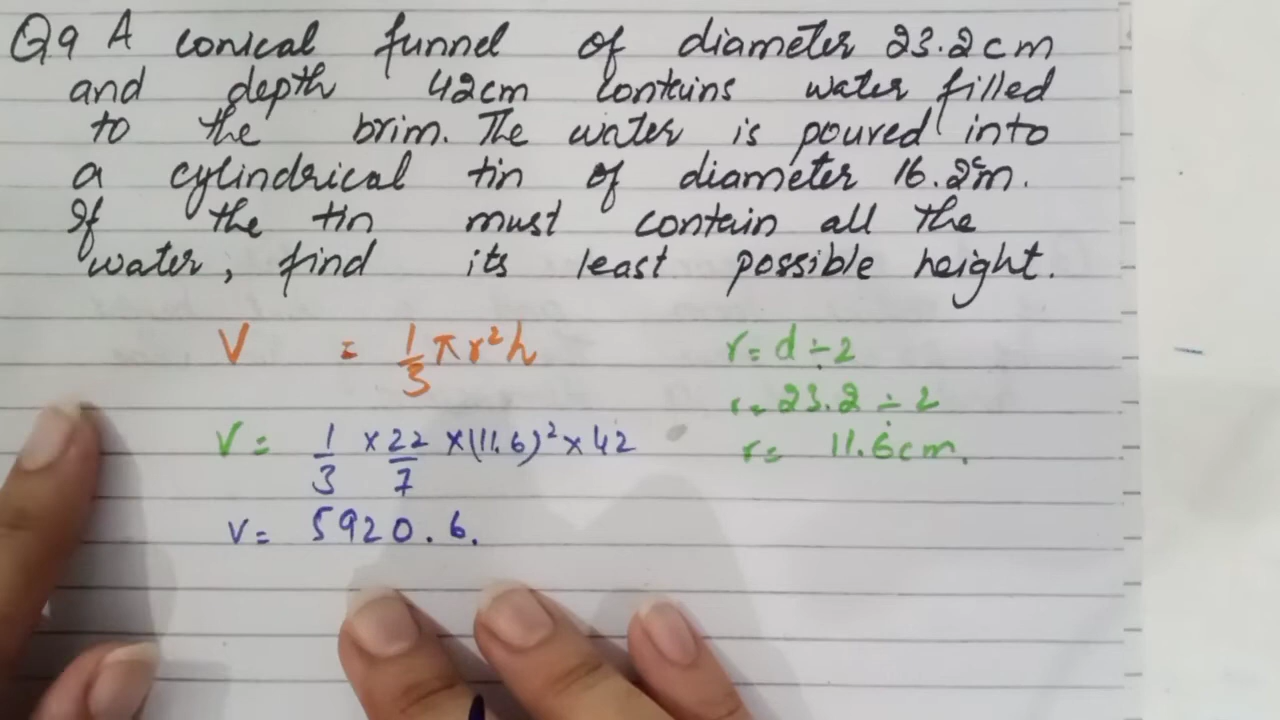 Q9 A conical funnel of diameter 23.2cm
and depth 42cm contains water filled
to the brim. The water is poured into
a cylindrical tin of diameter 16.2cm.
If the tin must contain all the
water, find its least possible height.
V = 1/3 πr²h
r = d ÷ 2
r = 23.2 ÷ 2
V = 1/3 × 22/7 × (11.6)² × 42
r = 11.6cm.
V = 5920.6.